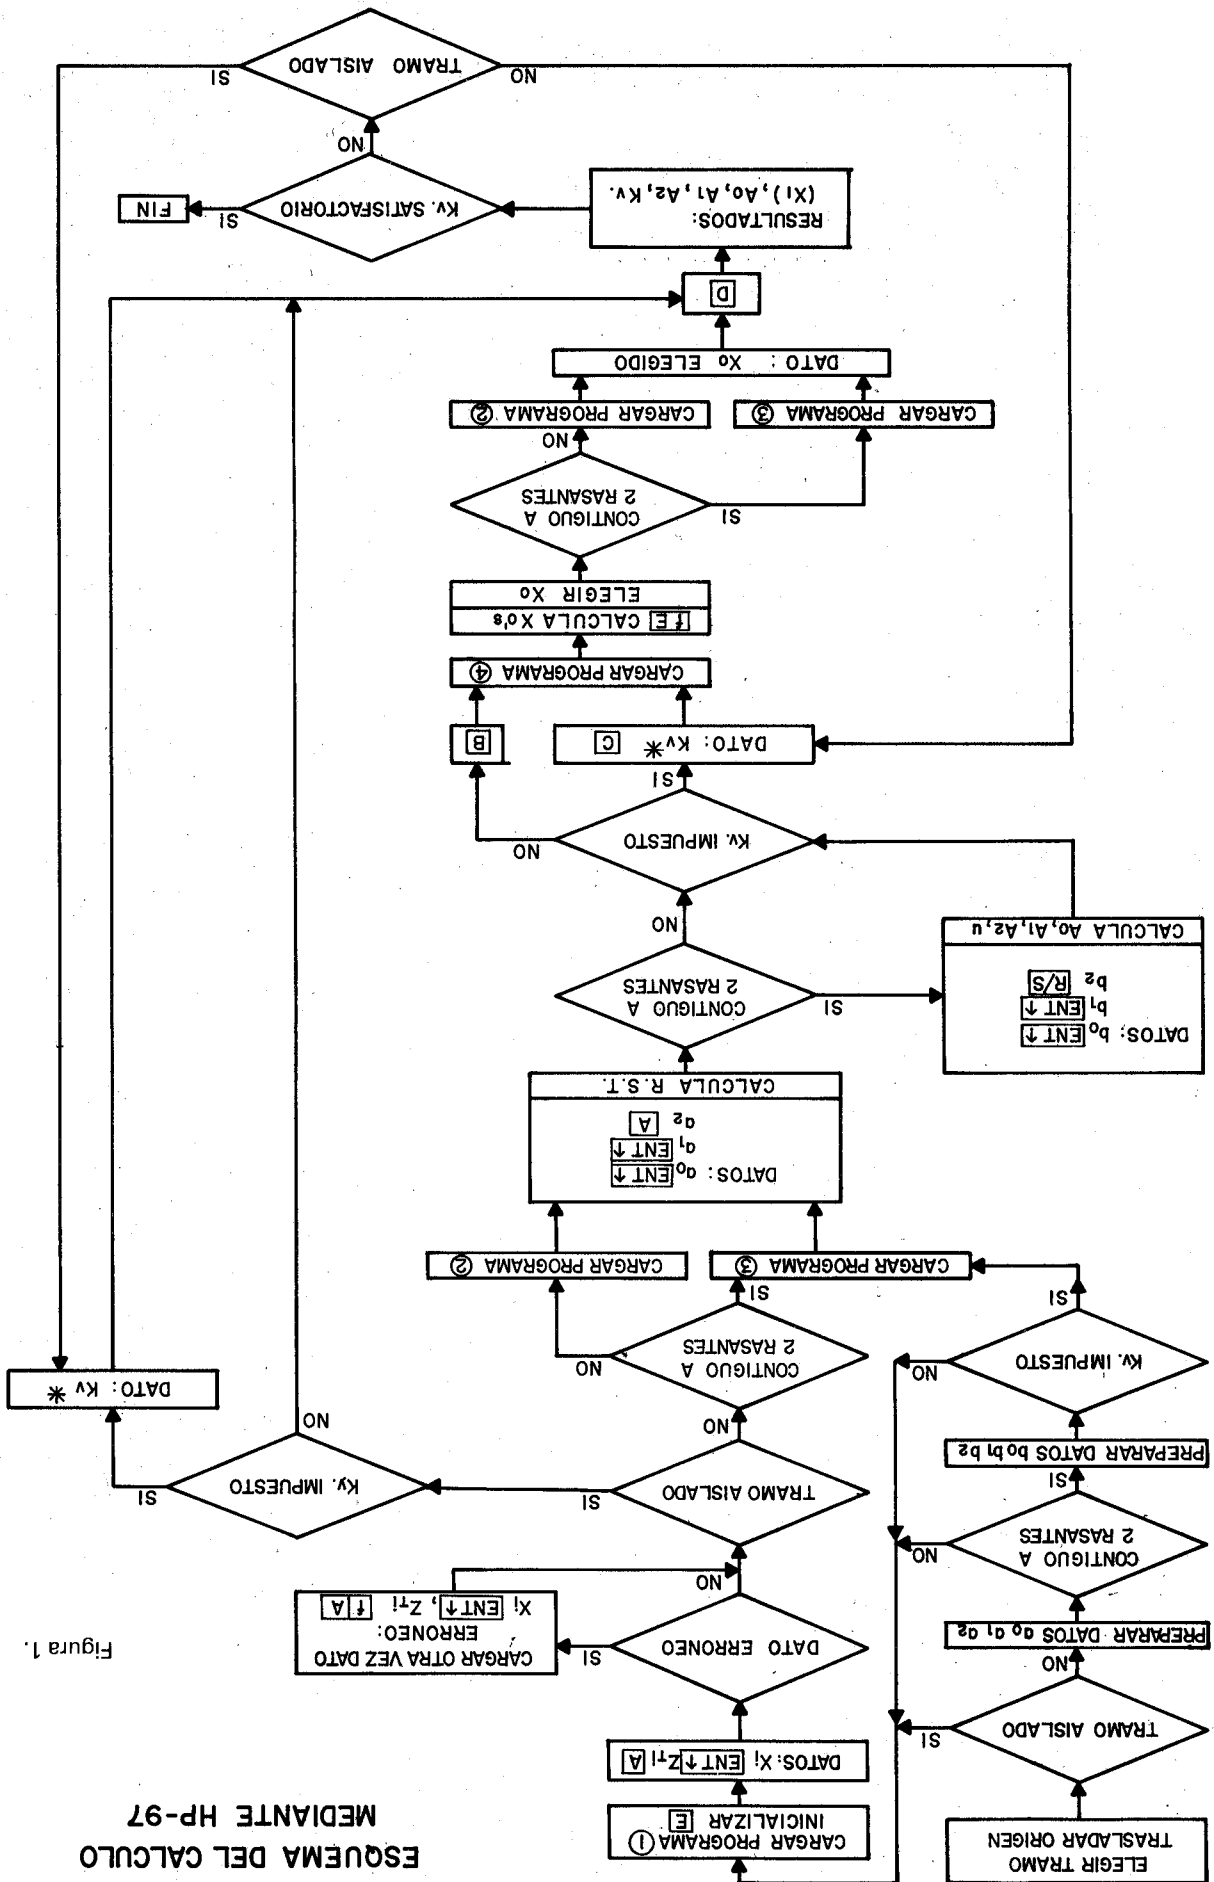 ESQUEMA DEL CALCULO
MEDIANTE HP-97
ELEGIR TRAMO
TRASLADAR ORIGEN
TRAMO AISLADO
SI
NO
PREPARAR DATOS a₀ a₁ a₂
CONTIGUO A
2 RASANTES
NO
SI
PREPARAR DATOS b₀ b₁ b₂
Kv. IMPUESTO
NO
SI
CARGAR PROGRAMA ①
INICIALIZAR E
DATOS: Xi ENT↑ ZTi A
DATO ERRONEO
SI
NO
CARGAR OTRA VEZ DATO
ERRONEO:
Xi ENT↑, ZTi f A
Figura 1.
TRAMO AISLADO
SI
NO
Kv. IMPUESTO
SI
NO
DATO: Kv *
CONTIGUO A
2 RASANTES
NO
SI
CARGAR PROGRAMA ③
CARGAR PROGRAMA ②
DATOS: a₀ ENT↑
a₁ ENT↑
a₂ A
CALCULA R.S.T.
CONTIGUO A
2 RASANTES
SI
NO
DATOS: b₀ ENT↑
b₁ ENT↑
b₂ R/S
CALCULA A₀, A₁, A₂, u
Kv. IMPUESTO
NO
SI
DATO: Kv * C
B
CARGAR PROGRAMA ④
f E CALCULA X₀'s
ELEGIR X₀
CONTIGUO A
2 RASANTES
SI
NO
CARGAR PROGRAMA ③
CARGAR PROGRAMA ②
DATO: X₀ ELEGIDO
D
RESULTADOS:
(X₁), A₀, A₁, A₂, Kv.
Kv. SATISFACTORIO
SI
FIN
NO
TRAMO AISLADO
NO
SI